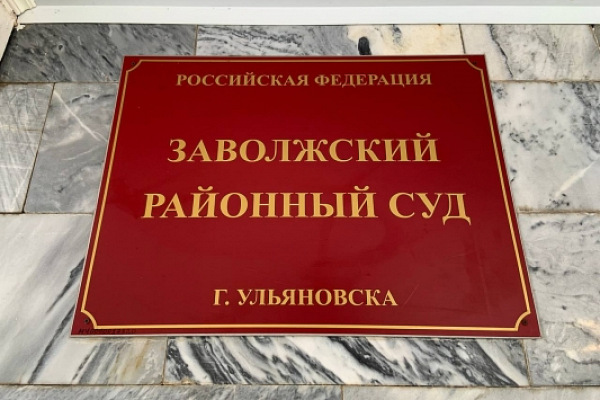 РОССИЙСКАЯ ФЕДЕРАЦИЯ
ЗАВОЛЖСКИЙ
РАЙОННЫЙ СУД
Г. УЛЬЯНОВСКА